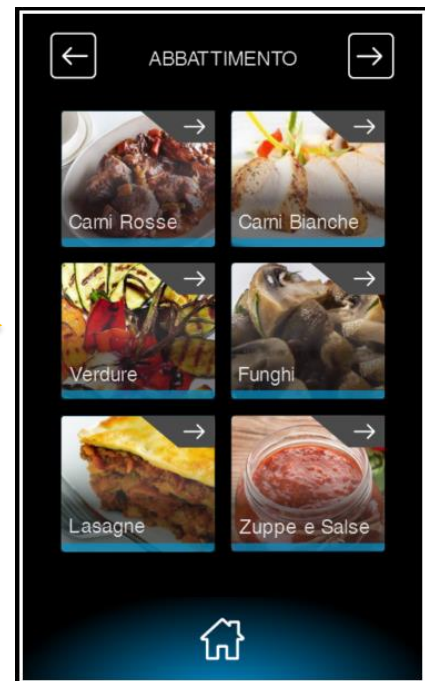 ABBATTIMENTO
Carni Rosse
Carni Bianche
Verdure
Funghi
Lasagne
Zuppe e Salse